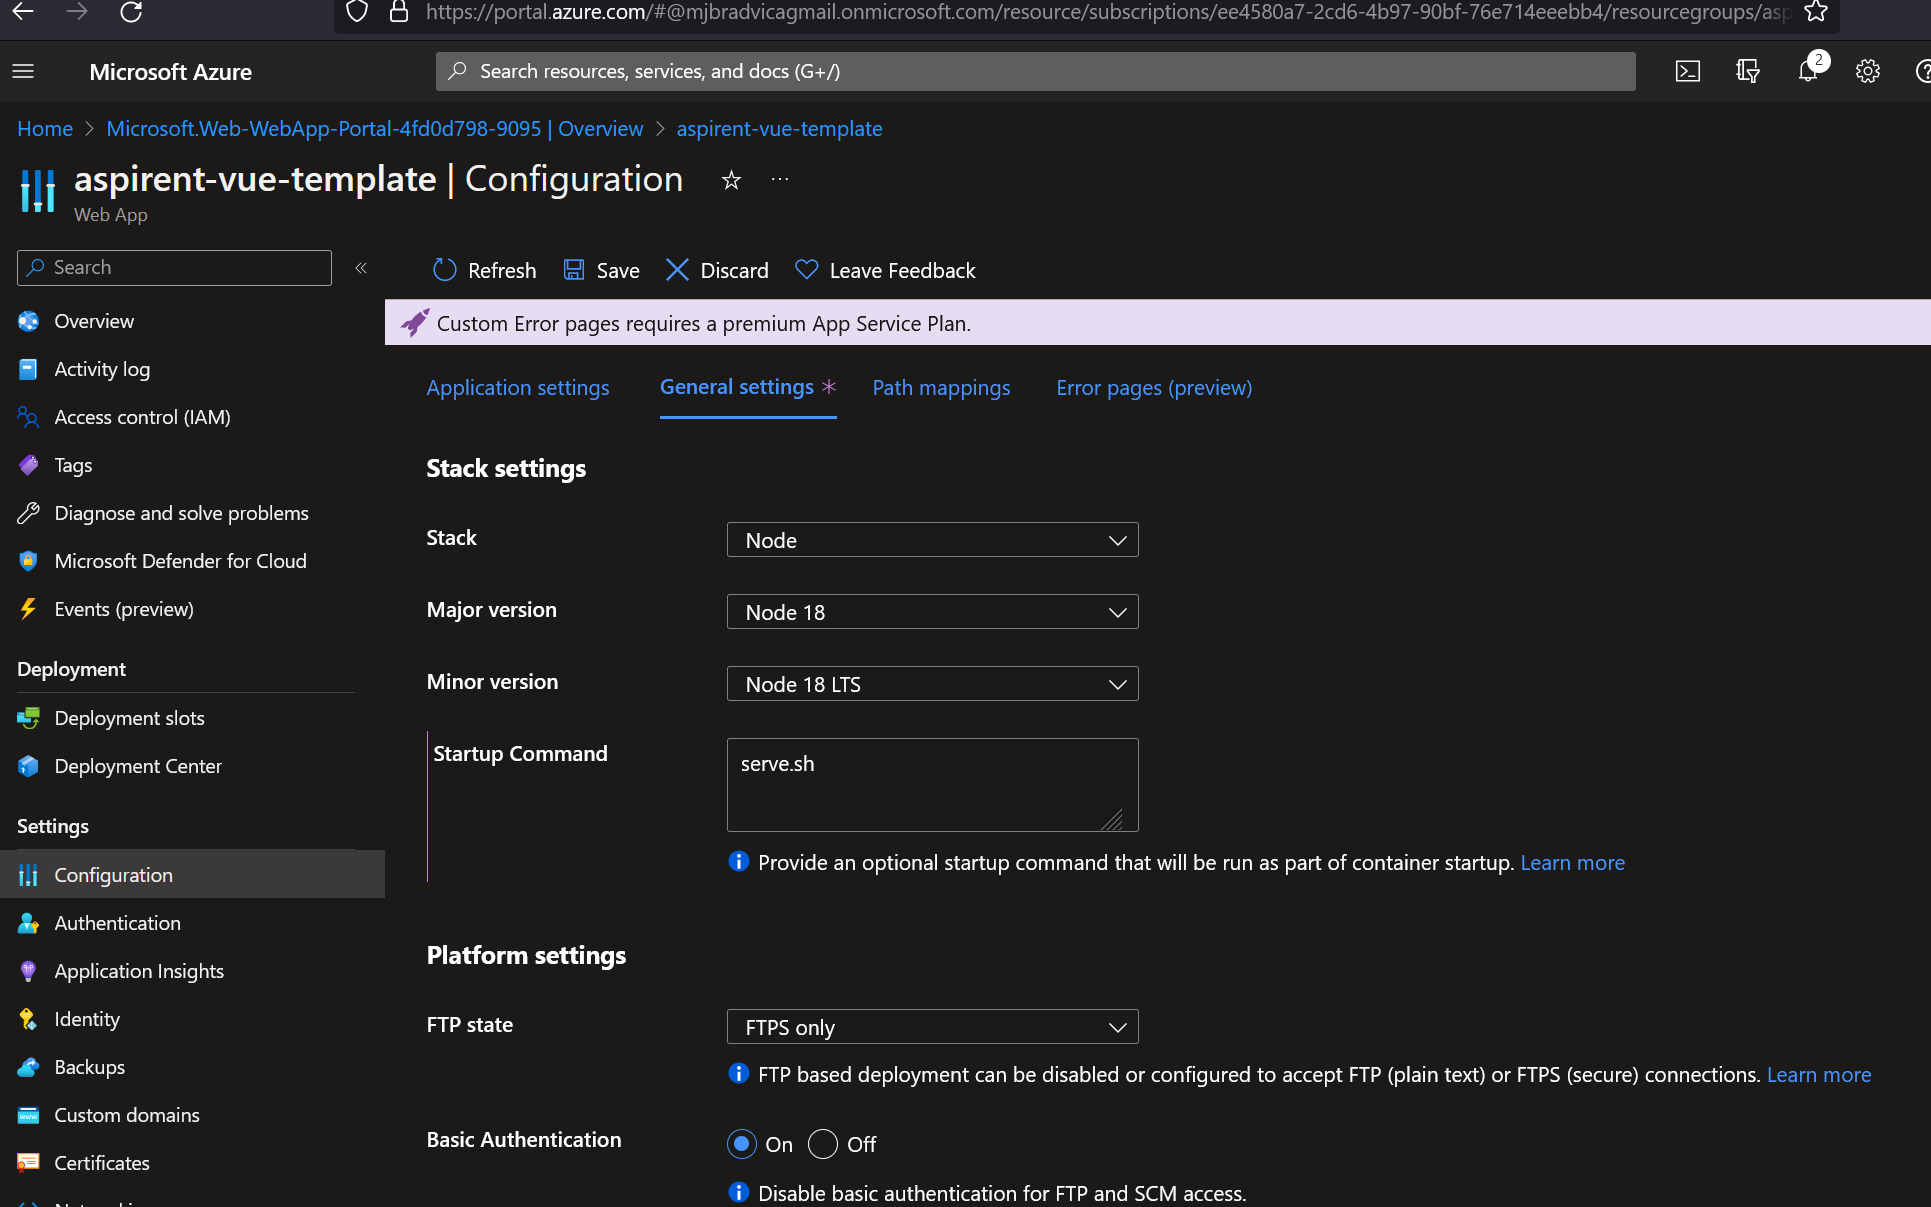 https://portal.azure.com/#@mjbradvicagmail.onmicrosoft.com/resource/subscriptions/ee4580a7-2cd6-4b97-90bf-76e714eeebb4/resourcegroups/asp
Microsoft Azure
Search resources, services, and docs (G+/)
2
Home > Microsoft.Web-WebApp-Portal-4fd0d798-9095 | Overview > aspirent-vue-template
aspirent-vue-template | Configuration
Web App
Search
Refresh Save Discard Leave Feedback
Custom Error pages requires a premium App Service Plan.
Overview
Activity log
Access control (IAM)
Tags
Diagnose and solve problems
Microsoft Defender for Cloud
Events (preview)
Deployment
Deployment slots
Deployment Center
Settings
Configuration
Authentication
Application Insights
Identity
Backups
Custom domains
Certificates
Application settings General settings * Path mappings Error pages (preview)
Stack settings
Stack Node
Major version Node 18
Minor version Node 18 LTS
Startup Command serve.sh
Provide an optional startup command that will be run as part of container startup. Learn more
Platform settings
FTP state FTPS only
FTP based deployment can be disabled or configured to accept FTP (plain text) or FTPS (secure) connections. Learn more
Basic Authentication On Off
Disable basic authentication for FTP and SCM access.